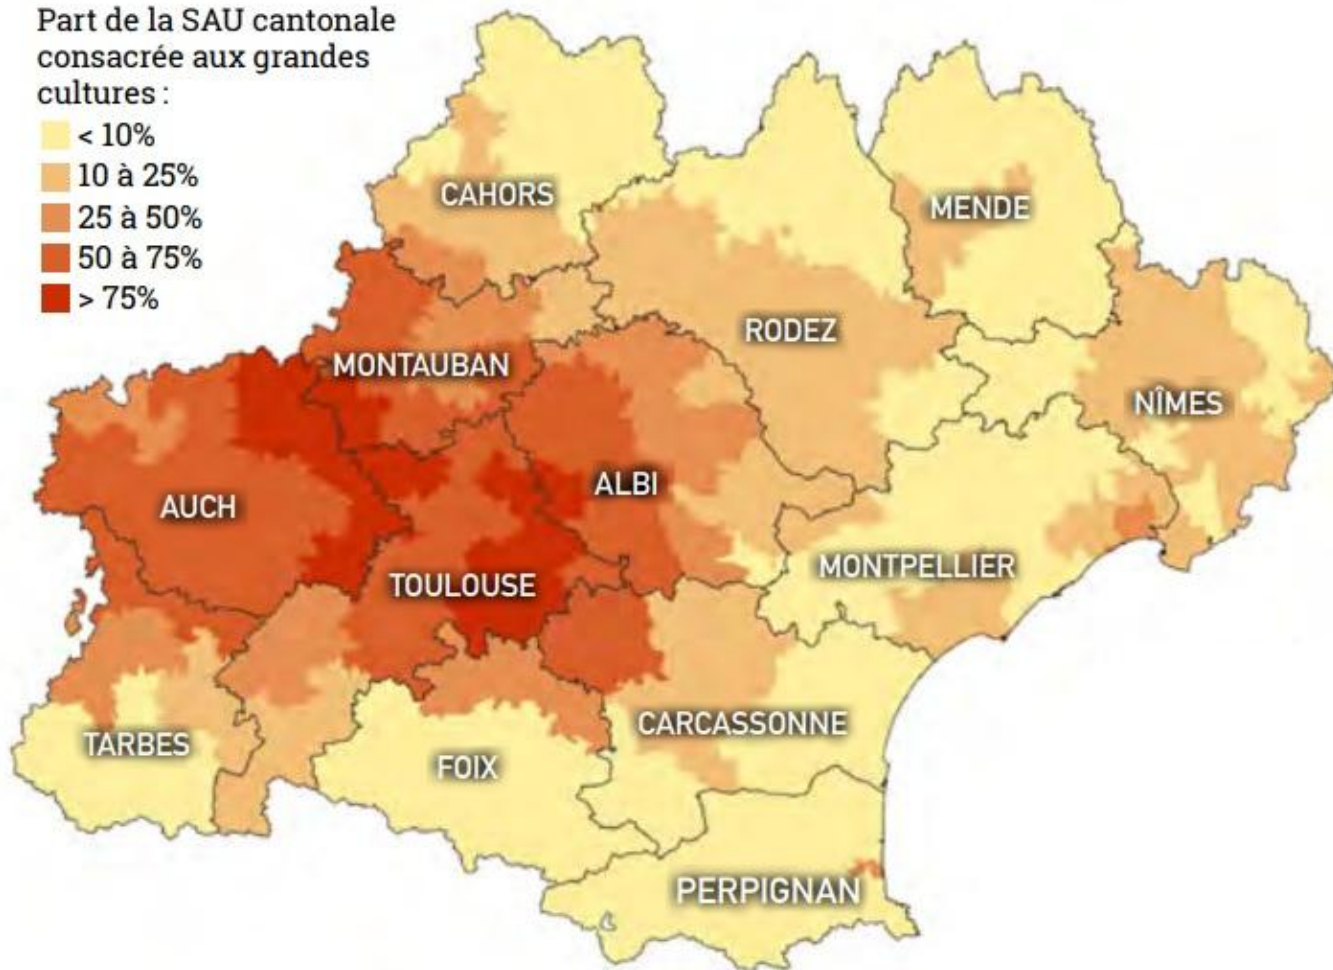 Part de la SAU cantonale
consacrée aux grandes
cultures :
< 10%
10 à 25%
25 à 50%
50 à 75%
> 75%
CAHORS
MENDE
RODEZ
MONTAUBAN
NÎMES
ALBI
AUCH
MONTPELLIER
TOULOUSE
CARCASSONNE
TARBES
FOIX
PERPIGNAN